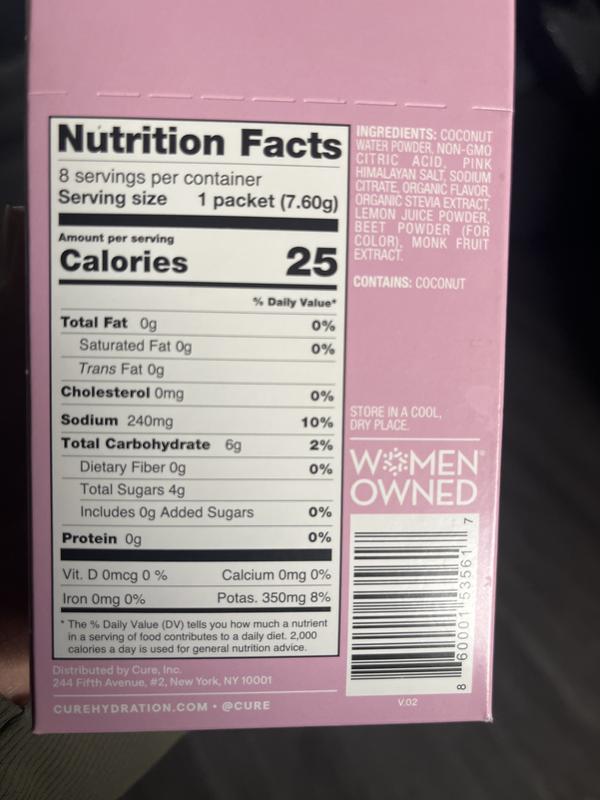 Nutrition Facts
8 servings per container
Serving size 1 packet (7.60g)
Amount per serving
Calories 25
% Daily Value*
Total Fat 0g 0%
Saturated Fat 0g 0%
Trans Fat 0g
Cholesterol 0mg 0%
Sodium 240mg 10%
Total Carbohydrate 6g 2%
Dietary Fiber 0g 0%
Total Sugars 4g
Includes 0g Added Sugars 0%
Protein 0g 0%
Vit. D 0mcg 0 % Calcium 0mg 0%
Iron 0mg 0% Potas. 350mg 8%
* The % Daily Value (DV) tells you how much a nutrient
in a serving of food contributes to a daily diet. 2,000
calories a day is used for general nutrition advice.
Distributed by Cure, Inc.
244 Fifth Avenue, #2, New York, NY 10001
CUREHYDRATION.COM • @CURE
INGREDIENTS: COCONUT
WATER POWDER, NON-GMO
CITRIC ACID, PINK
HIMALAYAN SALT, SODIUM
CITRATE, ORGANIC FLAVOR,
ORGANIC STEVIA EXTRACT,
LEMON JUICE POWDER,
BEET POWDER (FOR
COLOR), MONK FRUIT
EXTRACT.
CONTAINS: COCONUT
STORE IN A COOL,
DRY PLACE.
WOMEN
OWNED
8 60001 53561 7
V.02